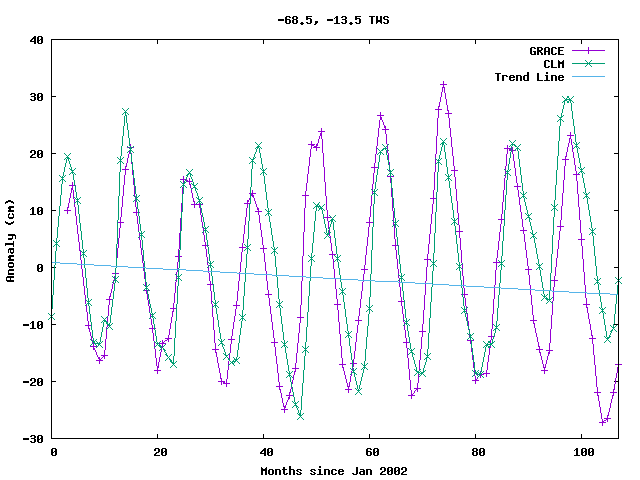 -68.5, -13.5 TWS
GRACE
CLM
Trend Line
40
30
20
10
0
-10
-20
-30
Anomaly (cm)
0 20 40 60 80 100
Months since Jan 2002